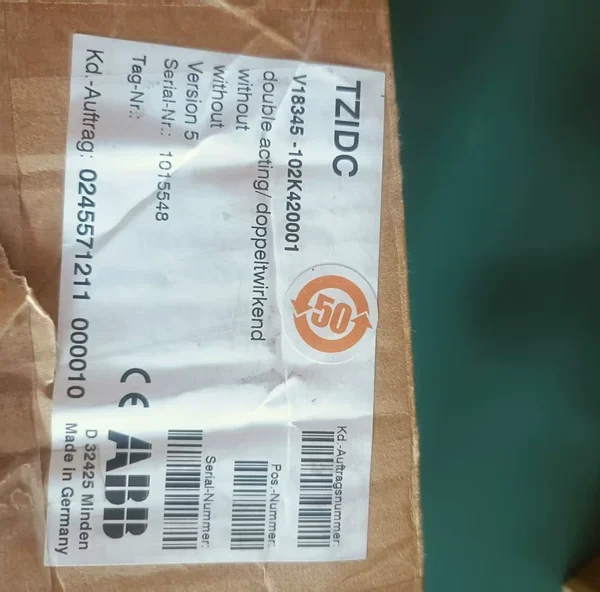 TZIDC
V18345 -102K420001
double acting/doppeltwirkend
without
without
Version 5
Serial-Nr.: 1015548
Tag-Nr.:
Kd.-Auftrag: 0245571211 000010
50
Kd.-Auftragsnummer:
Pos.-Nummer:
Serial-Nummer:
CE ABB
D 32425 Minden
Made in Germany